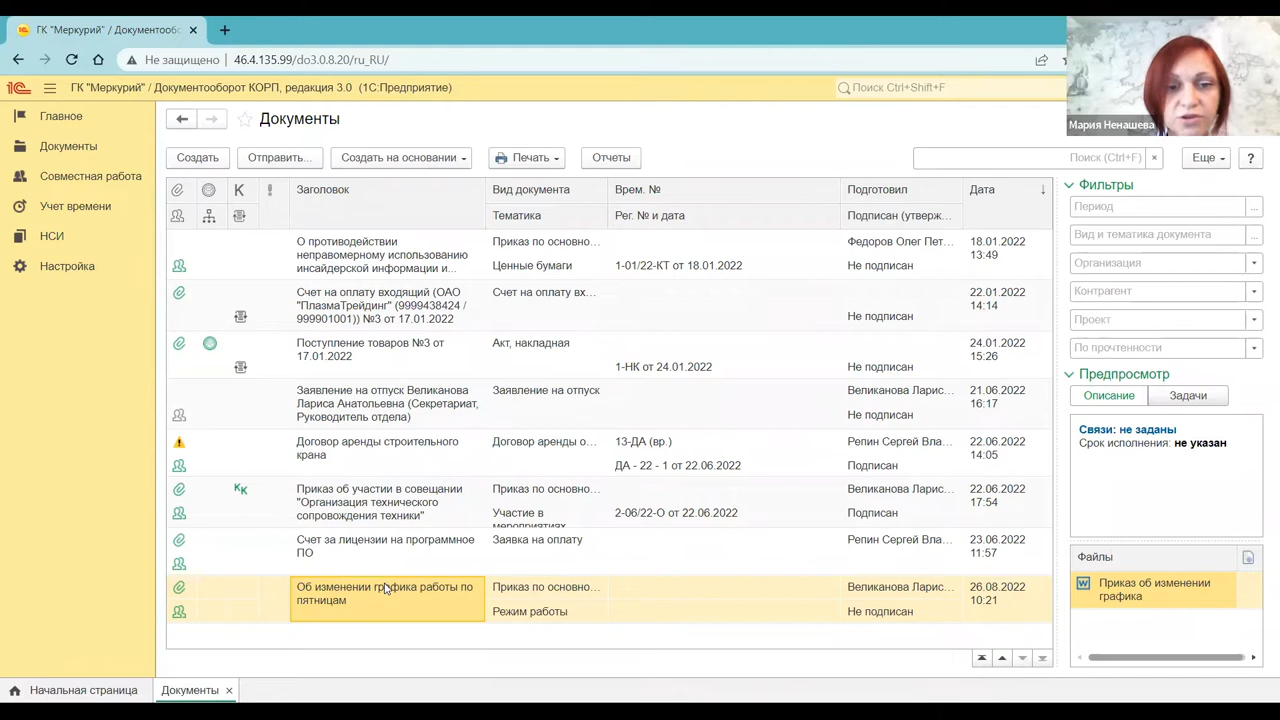 ГК "Меркурий" / Документообо
Не защищено
46.4.135.99/do3.0.8.20/ru_RU/
Мария Ненашева
1С
ГК "Меркурий" / Документооборот КОРП, редакция 3.0 (1С:Предприятие)
Поиск Ctrl+Shift+F
Главное
Документы
Совместная работа
Учет времени
НСИ
Настройка
Документы
Создать
Отправить...
Создать на основании
Печать
Отчеты
Поиск (Ctrl+F)
×
Еще
?
К
!
Заголовок
Вид документа
Врем. №
Подготовил
Дата
Тематика
Рег. № и дата
Подписан (утверж...
О противодействии
неправомерному использованию
инсайдерской информации и...
Приказ по основно...
Ценные бумаги
1-01/22-КТ от 18.01.2022
Федоров Олег Пет...
Не подписан
18.01.2022
13:49
Счет на оплату входящий (ОАО
"ПлазмаТрейдинг" (9999438424 /
999901001)) №3 от 17.01.2022
Счет на оплату вх...
Не подписан
22.01.2022
14:14
Поступление товаров №3 от
17.01.2022
Акт, накладная
1-НК от 24.01.2022
Не подписан
24.01.2022
15:26
Заявление на отпуск Великанова
Лариса Анатольевна (Секретариат,
Руководитель отдела)
Заявление на отпуск
Великанова Ларис...
Не подписан
21.06.2022
16:17
Договор аренды строительного
крана
Договор аренды о...
13-ДА (вр.)
ДА - 22 - 1 от 22.06.2022
Репин Сергей Вла...
Подписан
22.06.2022
14:05
КК
Приказ об участии в совещании
"Организация технического
сопровождения техники"
Приказ по основно...
Участие в
мероприятиях
2-06/22-О от 22.06.2022
Великанова Ларис...
Подписан
22.06.2022
17:54
Счет за лицензии на программное
ПО
Заявка на оплату
Репин Сергей Вла...
23.06.2022
11:57
Об изменении графика работы по
пятницам
Приказ по основно...
Режим работы
Великанова Ларис...
Не подписан
26.08.2022
10:21
Фильтры
Период
Вид и тематика документа
Организация
Контрагент
Проект
По прочтенности
Предпросмотр
Описание
Задачи
Связи: не заданы
Срок исполнения: не указан
Файлы
Приказ об изменении
графика
Начальная страница
Документы ×